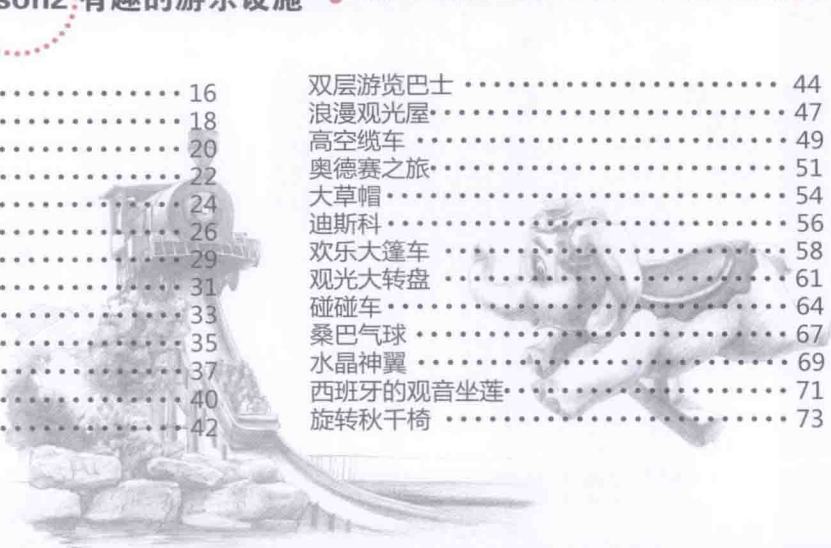 son2 有趣的游乐设施
················ 16
················ 18
················ 20
················ 22
················ 24
················ 26
················ 29
················ 31
················ 33
················ 35
················ 37
················ 40
················ 42
双层游览巴士 ················ 44
浪漫观光屋 ················ 47
高空缆车 ················ 49
奥德赛之旅 ················ 51
大草帽 ················ 54
迪斯科 ················ 56
欢乐大篷车 ················ 58
观光大转盘 ················ 61
碰碰车 ················ 64
桑巴气球 ················ 67
水晶神翼 ················ 69
西班牙的观音坐莲 ················ 71
旋转秋千椅 ················ 73